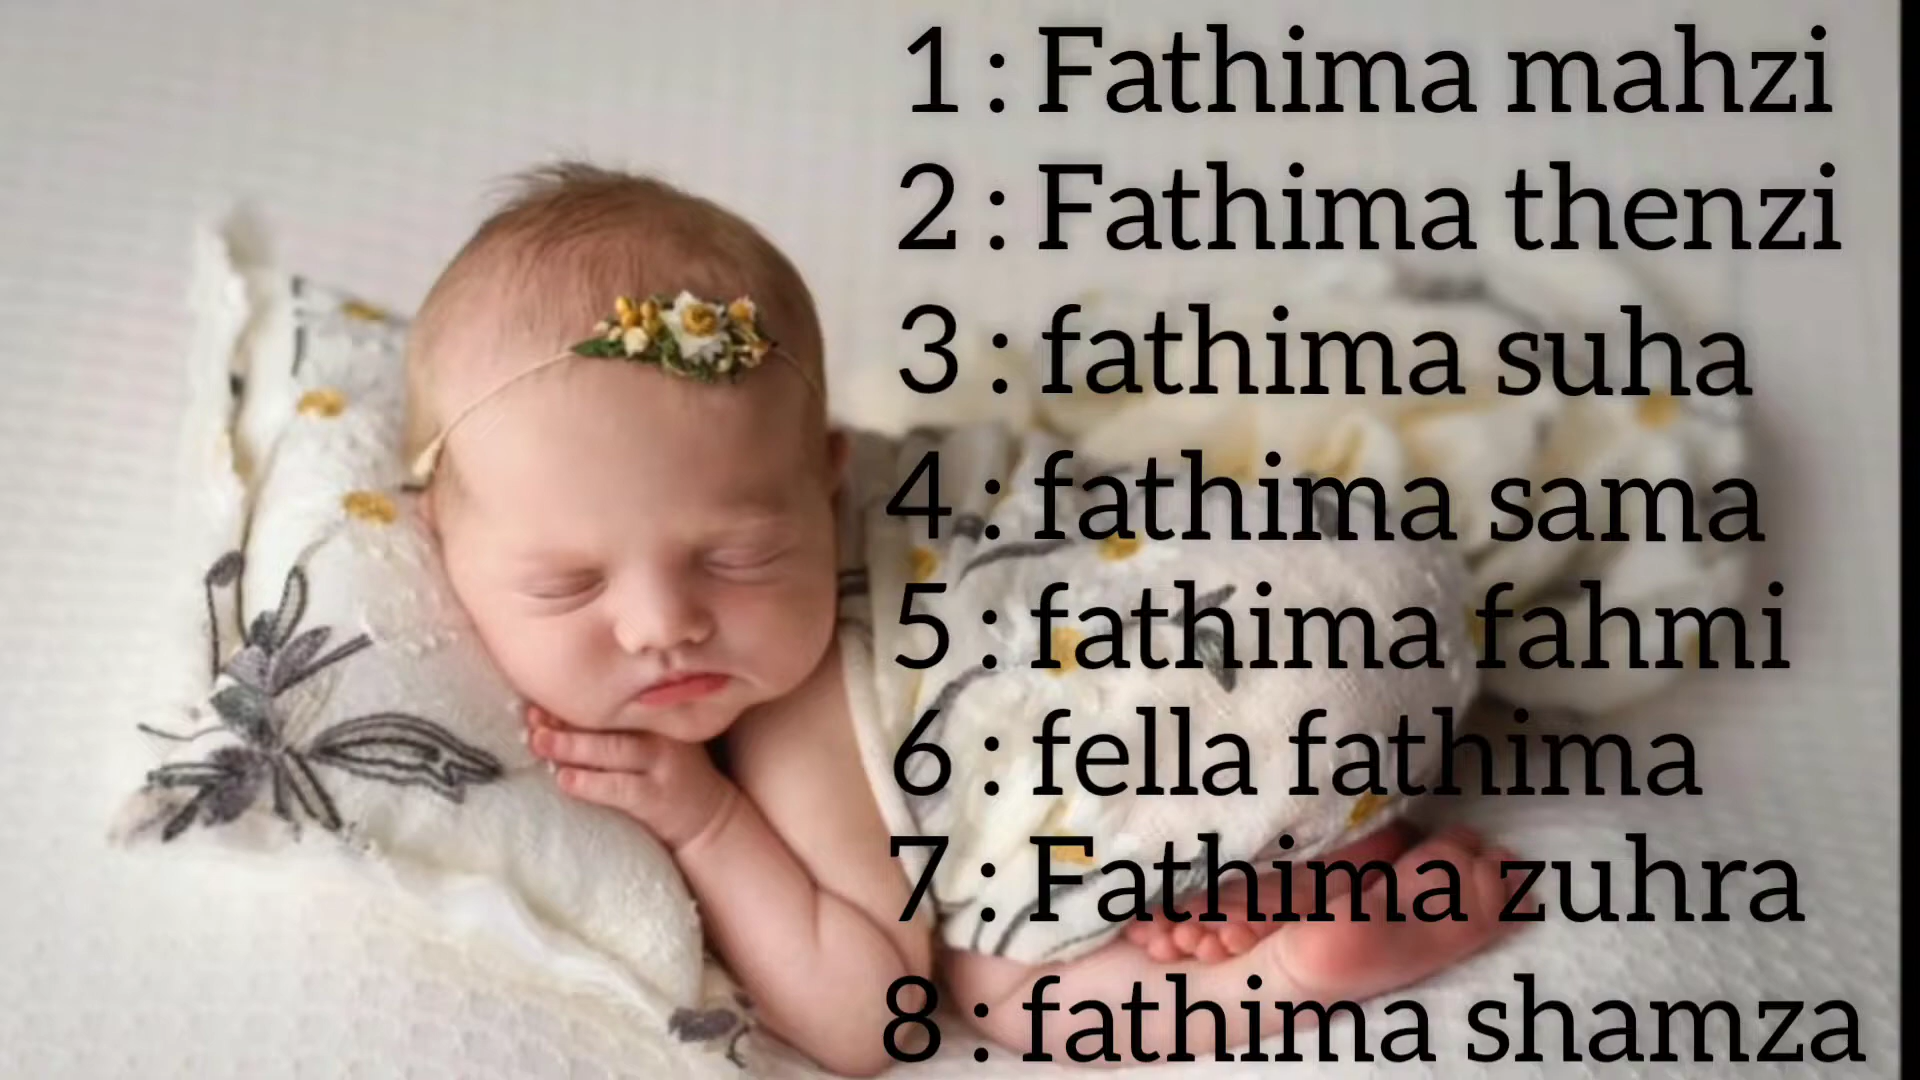 1 : Fathima mahzi
2 : Fathima thenzi
3 : fathima suha
4 : fathima sama
5 : fathima fahmi
6 : fella fathima
7 : Fathima zuhra
8 : fathima shamza